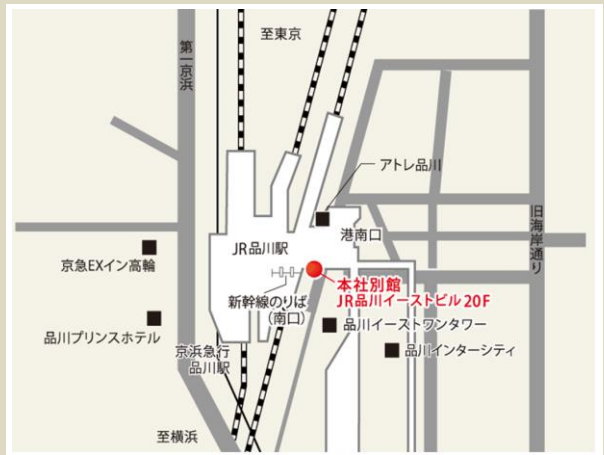 至東京
第一京浜
アトレ品川
旧海岸通り
港南口
JR品川駅
京急EXイン高輪
本社別館
JR品川イーストビル20F
新幹線のりば
(南口)
品川イーストワンタワー
品川プリンスホテル
京浜急行
品川駅
品川インターシティ
至横浜